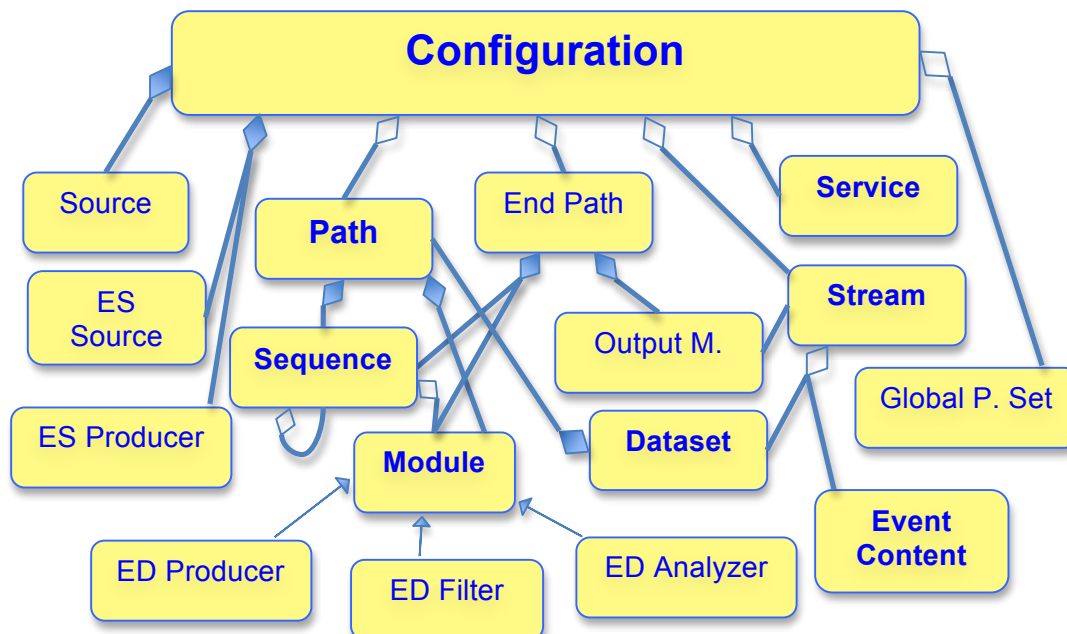 Configuration
Source
End Path
Service
Path
ES
Source
Stream
Output M.
Sequence
Global P. Set
ES Producer
Dataset
Module
Event
Content
ED Producer
ED Filter
ED Analyzer